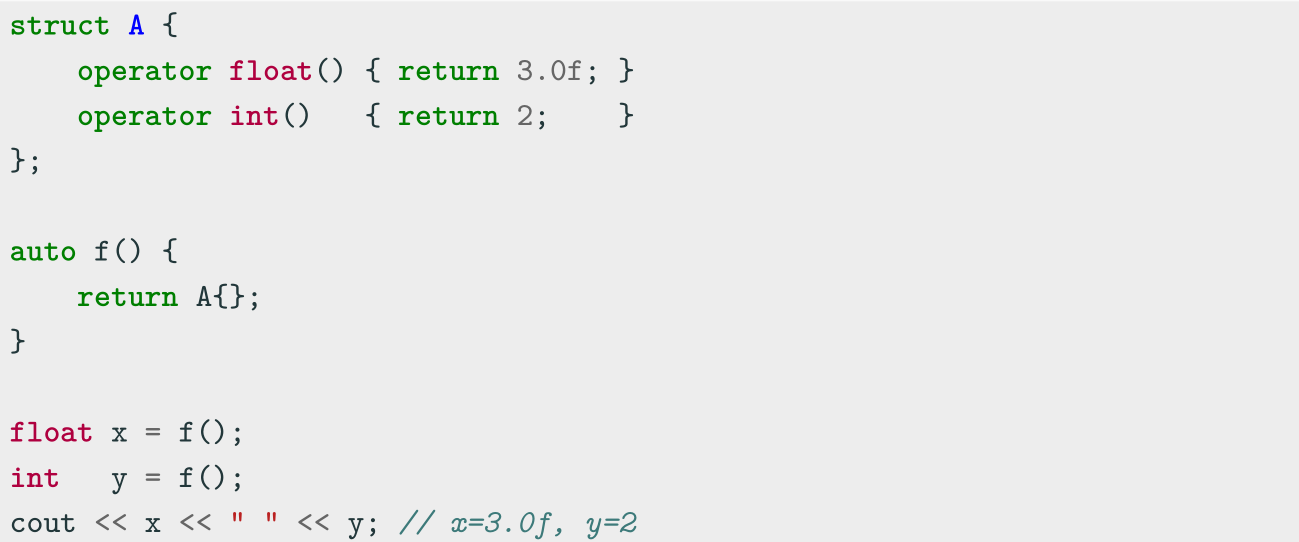 struct A {
    operator float() { return 3.0f; }
    operator int()   { return 2;    }
};

auto f() {
    return A{};
}

float x = f();
int   y = f();
cout << x << " " << y; // x=3.0f, y=2